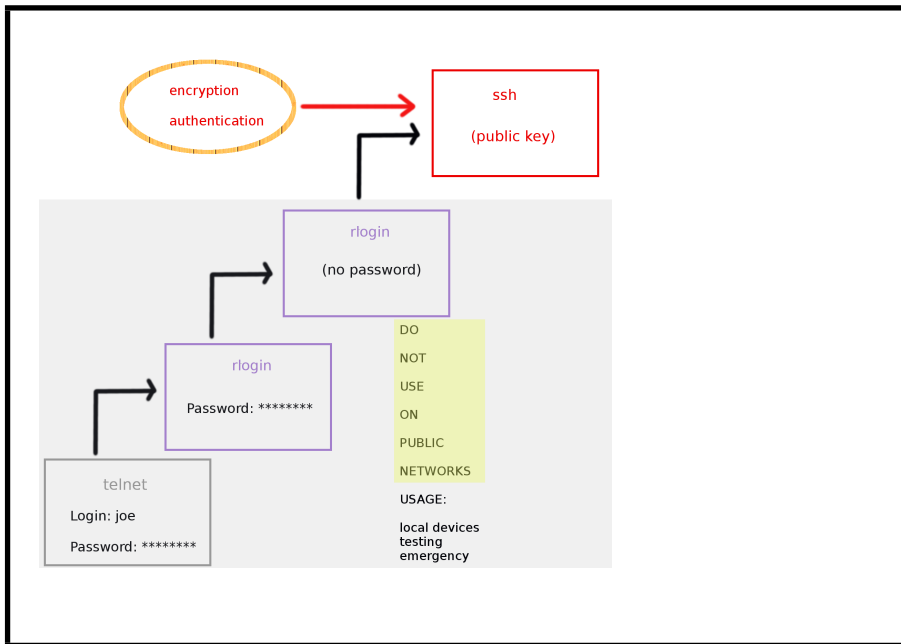 encryption
authentication
ssh
(public key)
rlogin
(no password)
DO
NOT
USE
ON
PUBLIC
NETWORKS
USAGE:
local devices
testing
emergency
rlogin
Password: ********
telnet
Login: joe
Password: ********